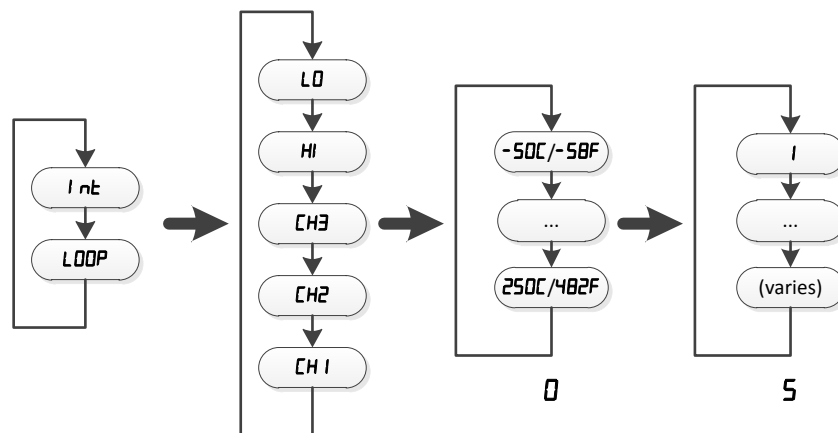 Int
LOOP
LO
HI
CH3
CH2
CH1
-50C/-58F
...
250C/482F
0
1
...
(varies)
5